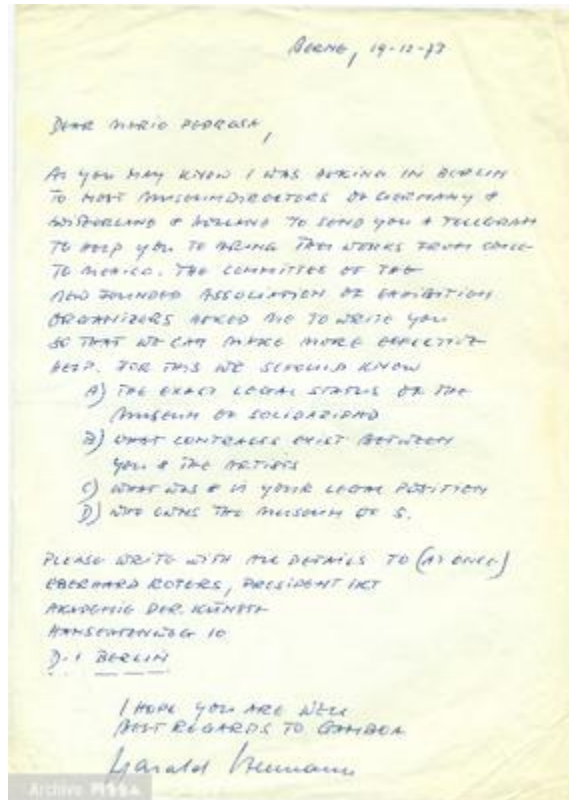 BERNE, 19-12-73
DEAR MARIO PEDROSA,
AS YOU MAY KNOW I WAS ASKING IN BERLIN
TO MOST MUSEUMDIRECTORS OF GERMANY &
SWITZERLAND & HOLLAND TO SEND YOU A TELEGRAM
TO HELP YOU TO BRING THE WORKS FROM CHILE
TO MEXICO. THE COMMITTEE OF THE
NEW FOUNDED ASSOCIATION OF EXHIBITION
ORGANIZERS ASKED ME TO WRITE YOU
SO THAT WE CAN MAKE MORE EFFECTIVE
HELP. FOR THIS WE SHOULD KNOW
A) THE EXACT LEGAL STATUS OF THE
MUSEUM OF SOLIDARIDAD
B) WHAT CONTRACTS EXIST BETWEEN
YOU & THE ARTISTS
C) WHAT WAS & IS YOUR LEGAL POSITION
D) WHO OWNS THE MUSEUM OF S.
PLEASE WRITE WITH ALL DETAILS TO (AT ONCE)
EBERHARD ROTERS, PRESIDENT IKT
AKADEMIE DER KÜNSTE
HANSEATENWEG 10
D-1 BERLIN
I HOPE YOU ARE WELL
BEST REGARDS TO GAMBOA
Harald Szeemann
Archivo MSSA